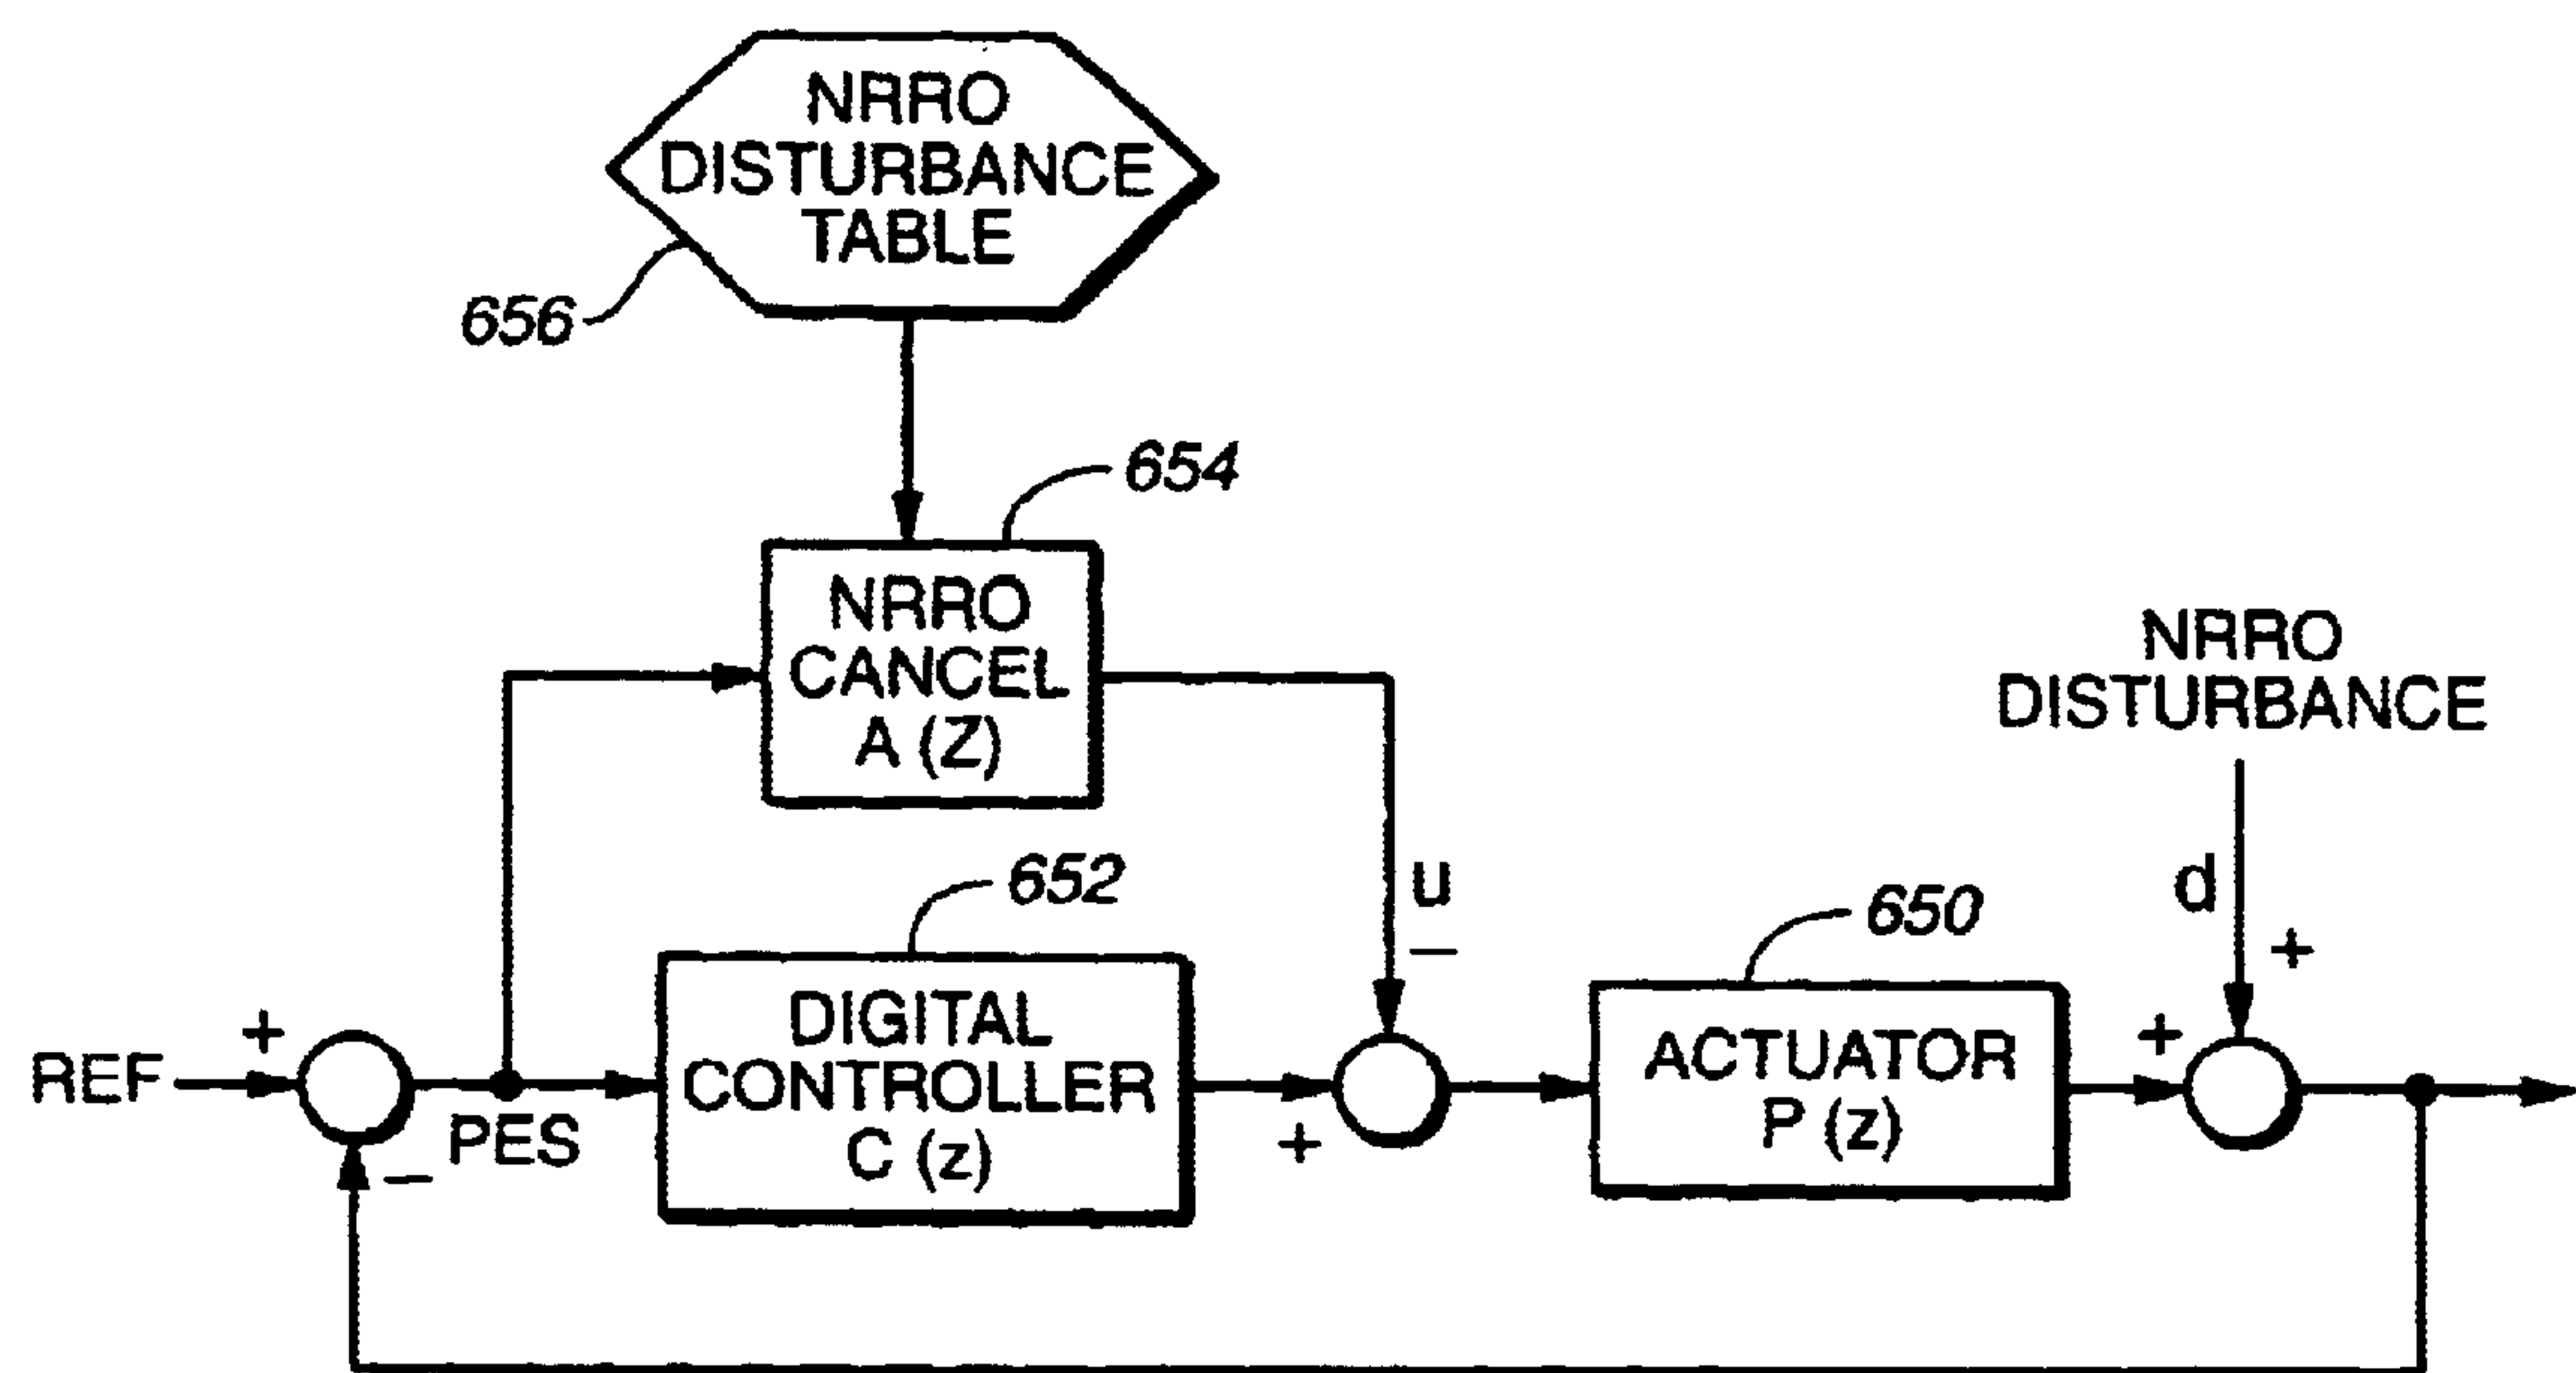 NRRO
DISTURBANCE
TABLE
656
654
NRRO
CANCEL
A (Z)
NRRO
DISTURBANCE
652
u
−
650
d
+
REF
+
−
PES
DIGITAL
CONTROLLER
C (z)
+
ACTUATOR
P (z)
+